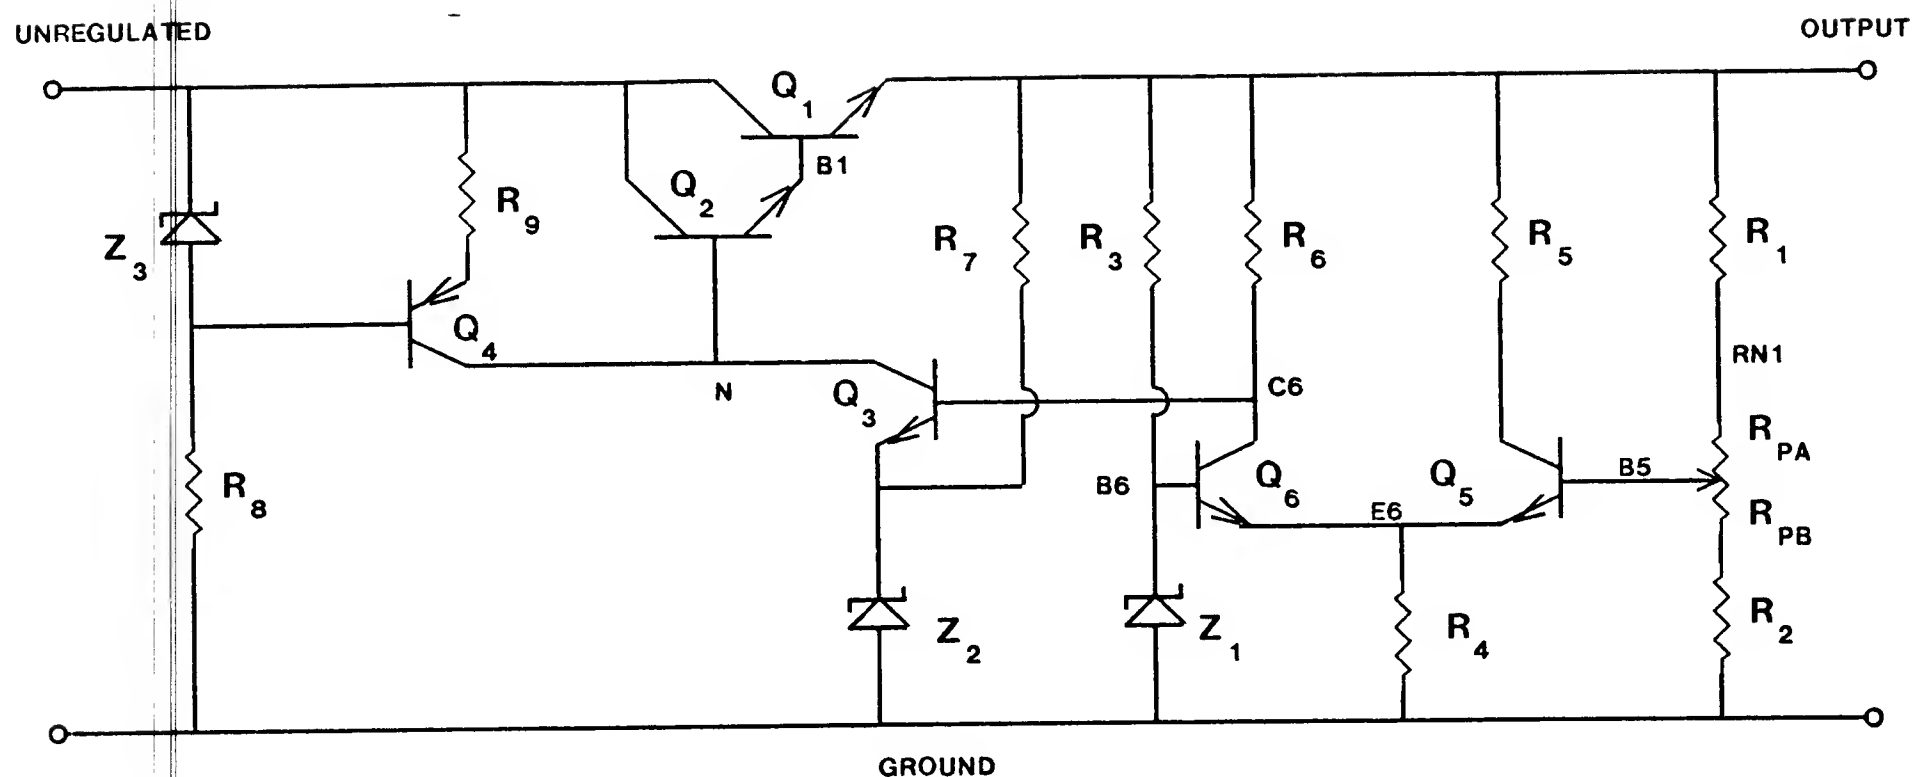 UNREGULATED
OUTPUT
Q1
B1
Q2
R9
Z3
R7
R3
R6
R5
R1
Q4
N
Q3
C6
RN1
RPA
R8
B6
Q6
Q5
B5
E6
RPB
Z2
Z1
R4
R2
GROUND